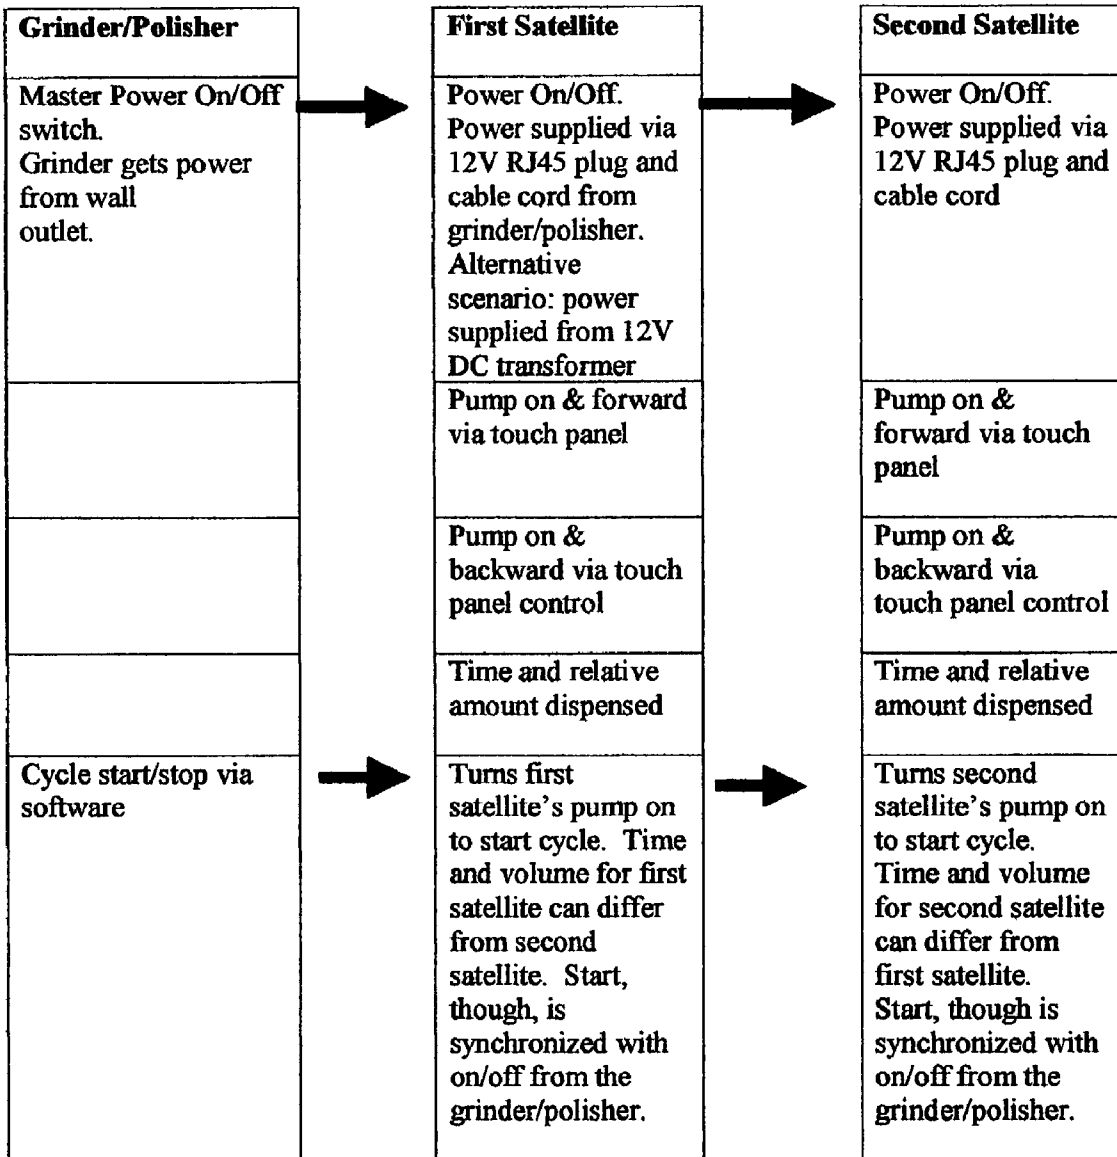 Grinder/Polisher
First Satellite
Second Satellite
Master Power On/Off
switch.
Grinder gets power
from wall
outlet.
Power On/Off.
Power supplied via
12V RJ45 plug and
cable cord from
grinder/polisher.
Alternative
scenario: power
supplied from 12V
DC transformer
Power On/Off.
Power supplied via
12V RJ45 plug and
cable cord
Pump on & forward
via touch panel
Pump on &
forward via touch
panel
Pump on &
backward via touch
panel control
Pump on &
backward via
touch panel control
Time and relative
amount dispensed
Time and relative
amount dispensed
Cycle start/stop via
software
Turns first
satellite's pump on
to start cycle. Time
and volume for first
satellite can differ
from second
satellite. Start,
though, is
synchronized with
on/off from the
grinder/polisher.
Turns second
satellite's pump on
to start cycle.
Time and volume
for second satellite
can differ from
first satellite.
Start, though is
synchronized with
on/off from the
grinder/polisher.